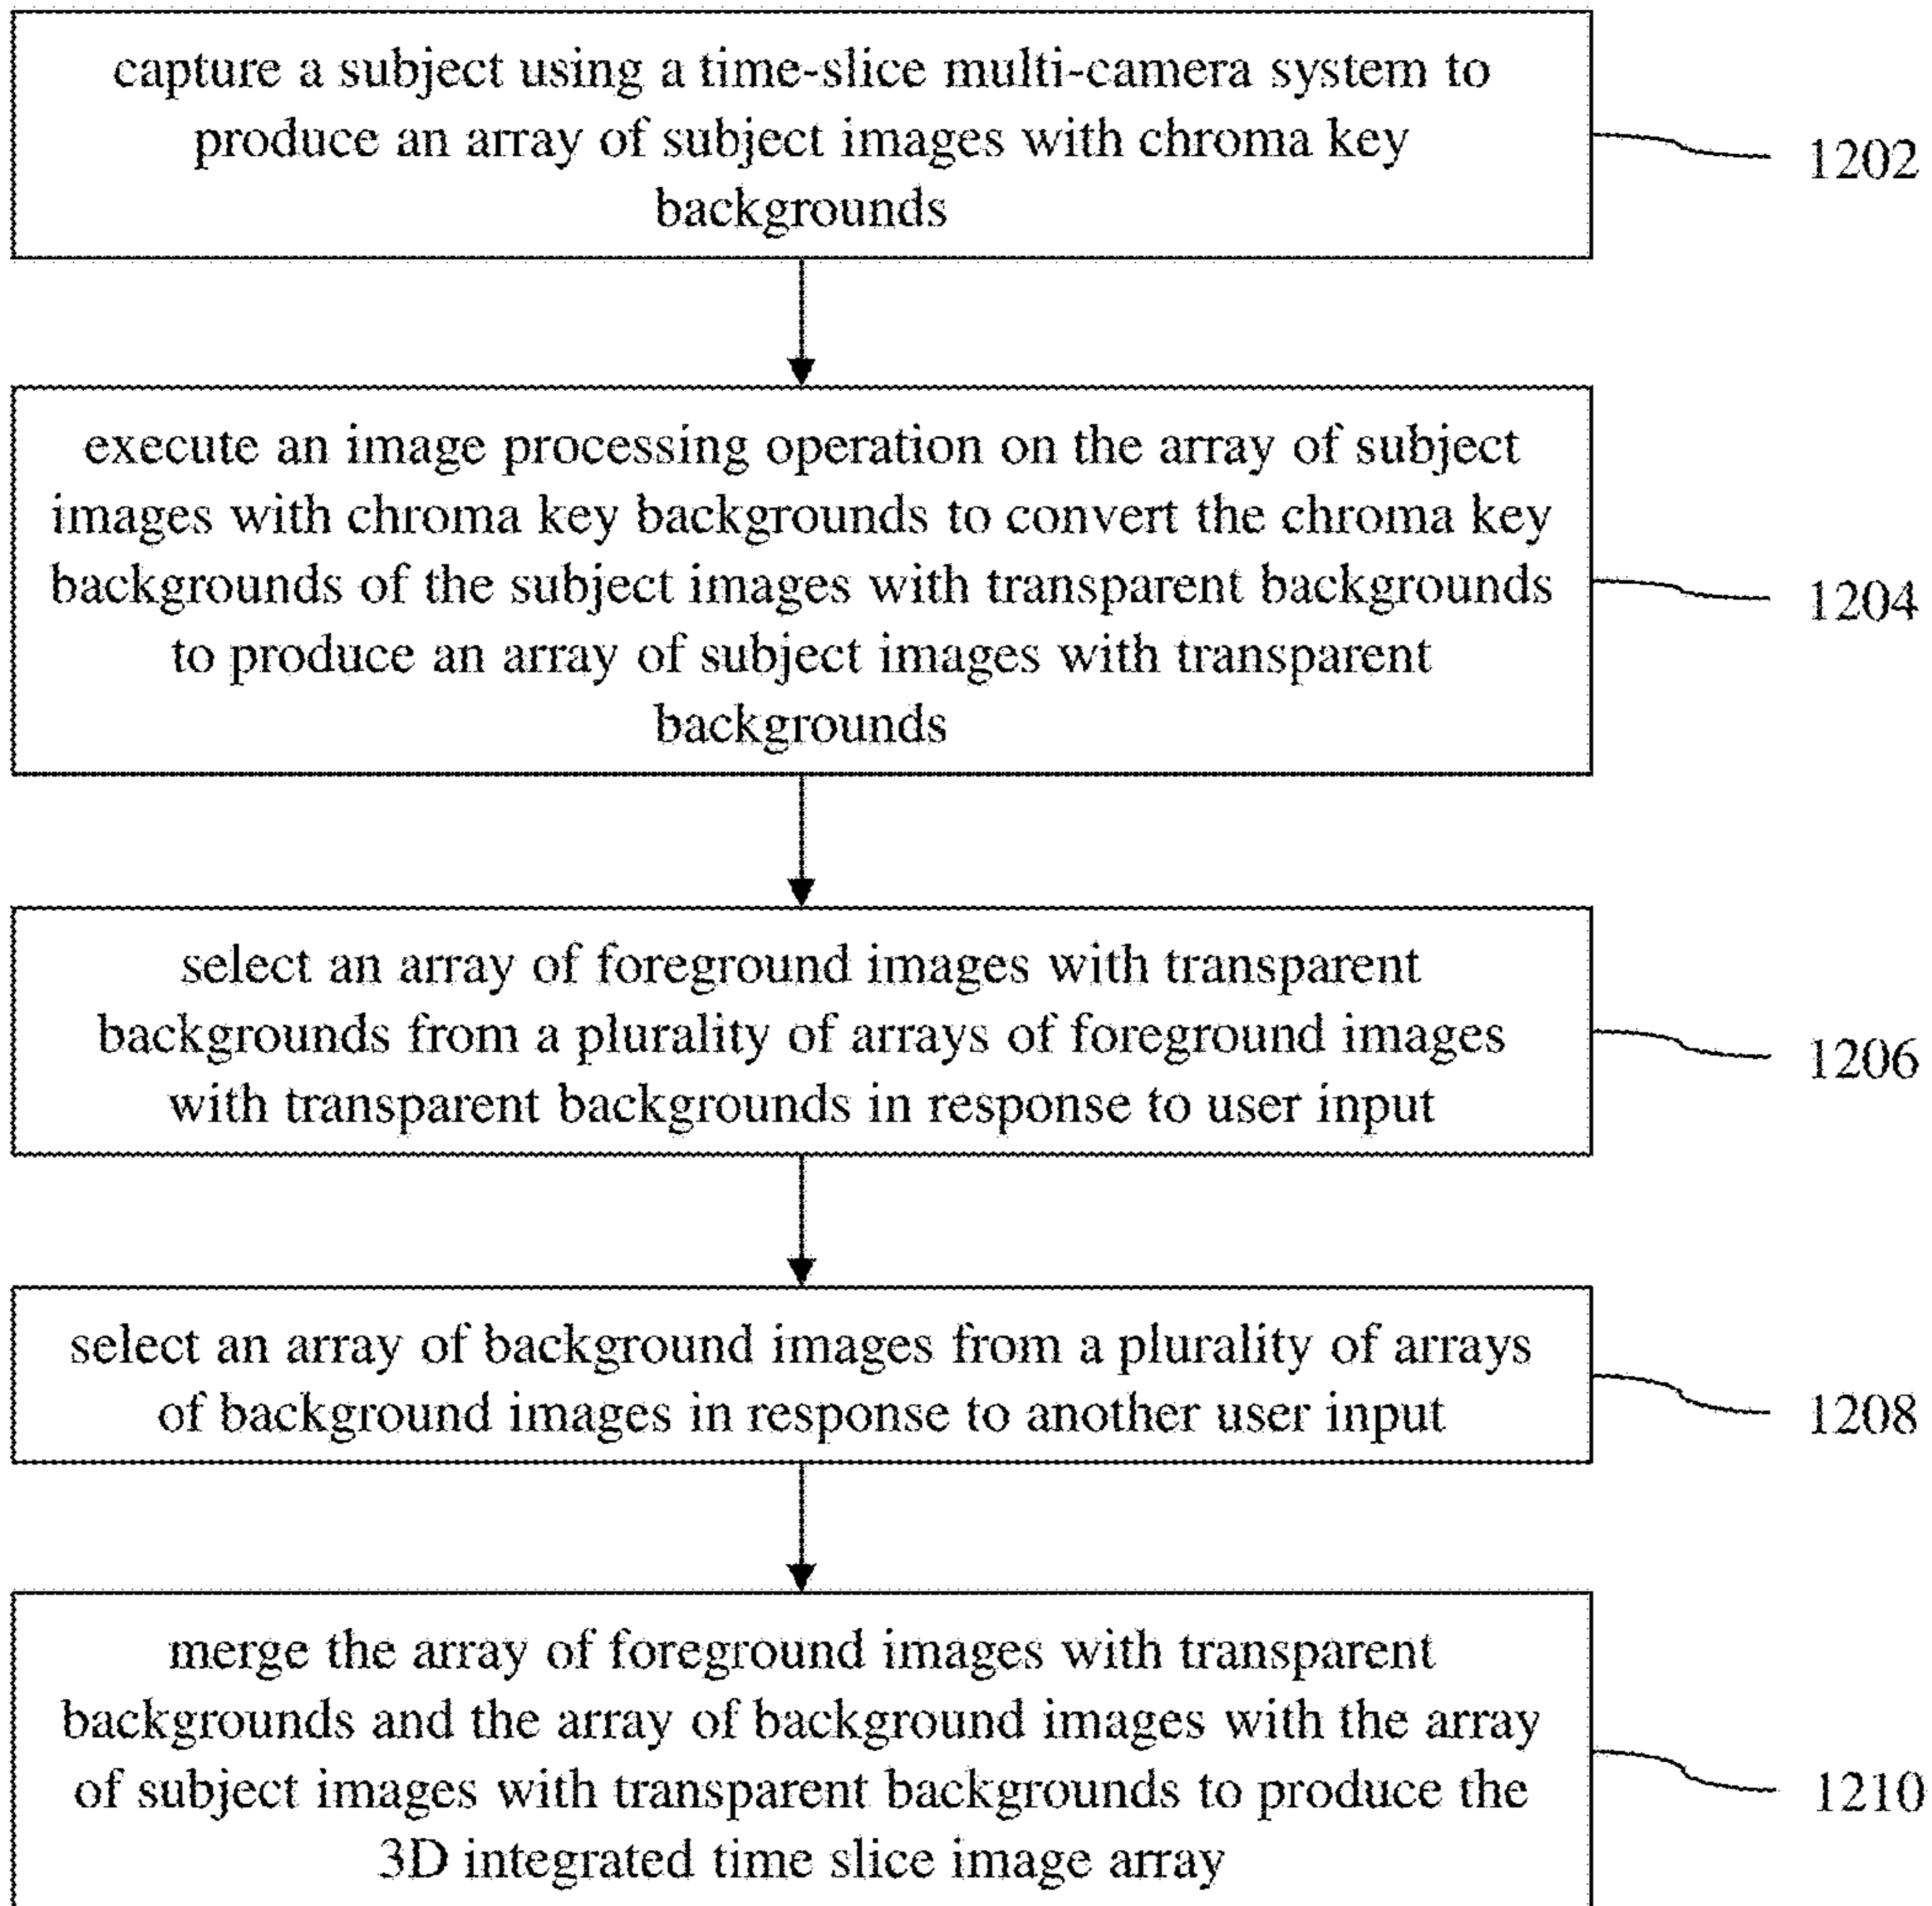 capture a subject using a time-slice multi-camera system to
produce an array of subject images with chroma key
backgrounds
1202
execute an image processing operation on the array of subject
images with chroma key backgrounds to convert the chroma key
backgrounds of the subject images with transparent backgrounds
to produce an array of subject images with transparent
backgrounds
1204
select an array of foreground images with transparent
backgrounds from a plurality of arrays of foreground images
with transparent backgrounds in response to user input
1206
select an array of background images from a plurality of arrays
of background images in response to another user input
1208
merge the array of foreground images with transparent
backgrounds and the array of background images with the array
of subject images with transparent backgrounds to produce the
3D integrated time slice image array
1210